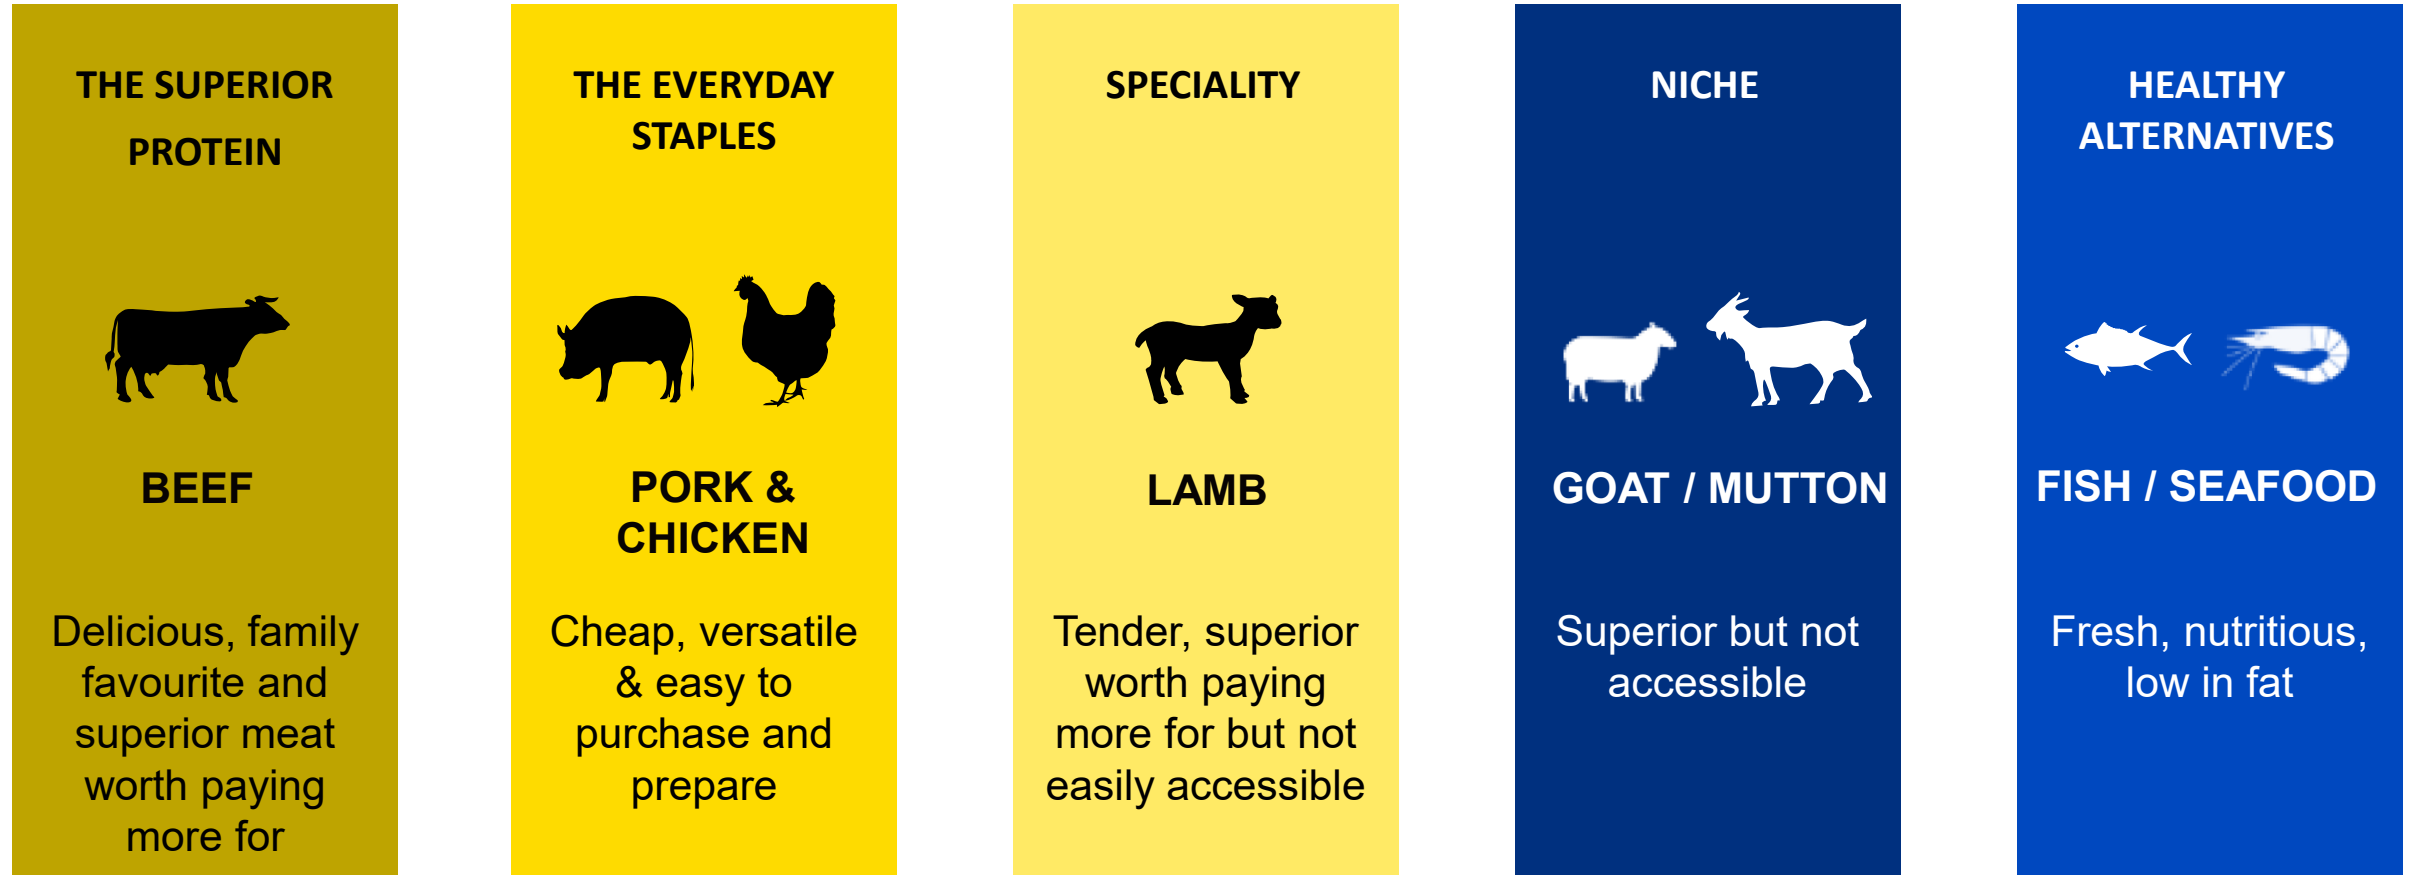 THE SUPERIOR
PROTEIN
BEEF
Delicious, family
favourite and
superior meat
worth paying
more for
THE EVERYDAY
STAPLES
PORK &
CHICKEN
Cheap, versatile
& easy to
purchase and
prepare
SPECIALITY
LAMB
Tender, superior
worth paying
more for but not
easily accessible
NICHE
GOAT / MUTTON
Superior but not
accessible
HEALTHY
ALTERNATIVES
FISH / SEAFOOD
Fresh, nutritious,
low in fat